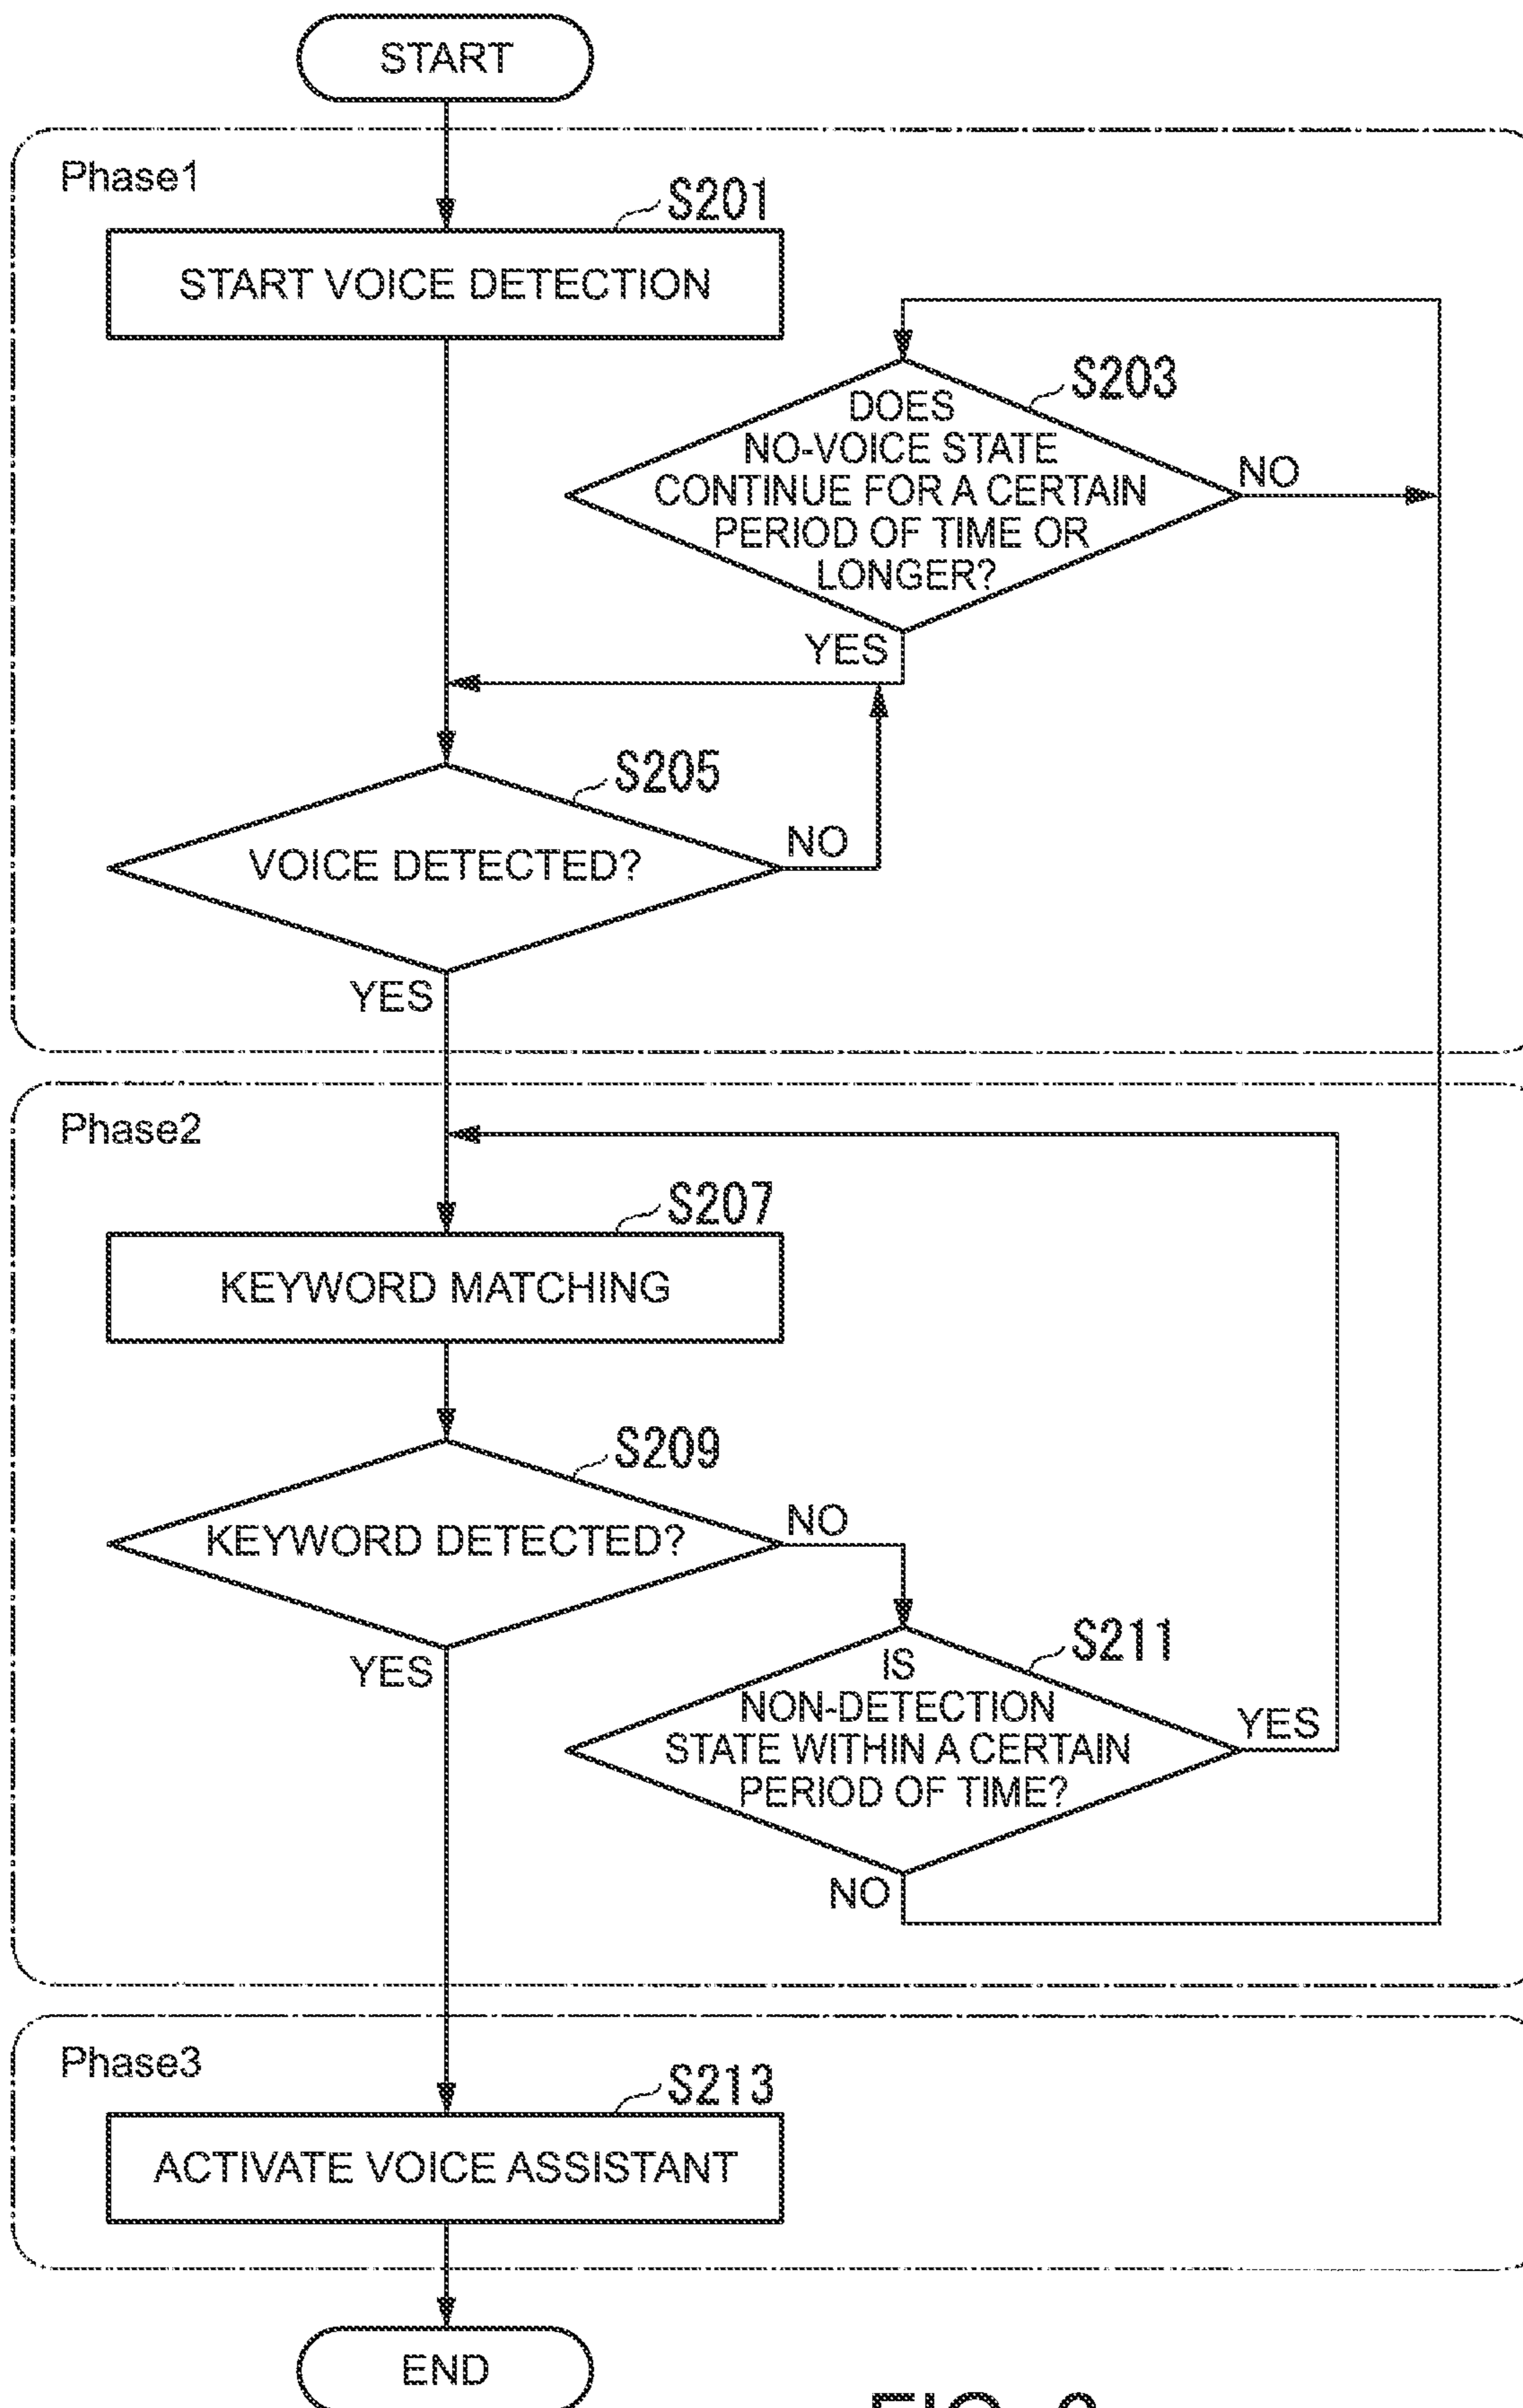 START
Phase1
S201
START VOICE DETECTION
S203
DOES
NO-VOICE STATE
CONTINUE FOR A CERTAIN
PERIOD OF TIME OR
LONGER?
NO
YES
S205
VOICE DETECTED?
NO
YES
Phase2
S207
KEYWORD MATCHING
S209
KEYWORD DETECTED?
NO
YES
S211
IS
NON-DETECTION
STATE WITHIN A CERTAIN
PERIOD OF TIME?
YES
NO
Phase3
S213
ACTIVATE VOICE ASSISTANT
END